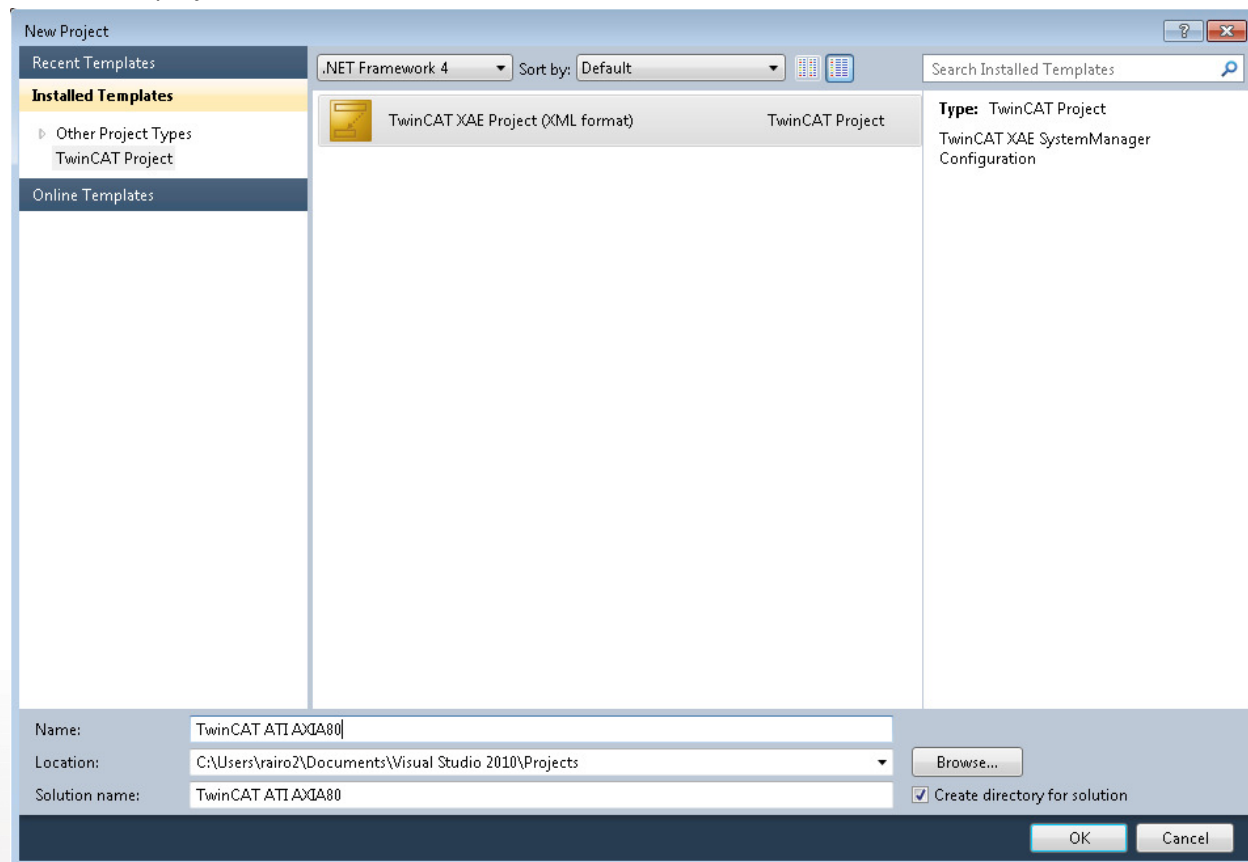 New Project
Recent Templates
Installed Templates
Other Project Types
TwinCAT Project
Online Templates
.NET Framework 4
Sort by: Default
TwinCAT XAE Project (XML format)
TwinCAT Project
Search Installed Templates
Type: TwinCAT Project
TwinCAT XAE SystemManager
Configuration
Name: TwinCAT ATI AXIA80
Location: C:\Users\rairo2\Documents\Visual Studio 2010\Projects
Browse...
Solution name: TwinCAT ATI AXIA80
Create directory for solution
OK
Cancel